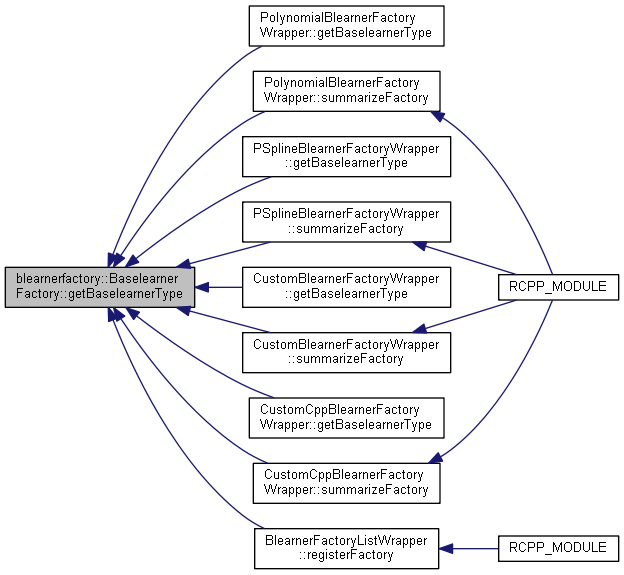 PolynomialBlearnerFactory
Wrapper::getBaselearnerType
PolynomialBlearnerFactory
Wrapper::summarizeFactory
PSplineBlearnerFactoryWrapper
::getBaselearnerType
PSplineBlearnerFactoryWrapper
::summarizeFactory
blearnerfactory::Baselearner
Factory::getBaselearnerType
CustomBlearnerFactoryWrapper
::getBaselearnerType
RCPP_MODULE
CustomBlearnerFactoryWrapper
::summarizeFactory
CustomCppBlearnerFactory
Wrapper::getBaselearnerType
CustomCppBlearnerFactory
Wrapper::summarizeFactory
BlearnerFactoryListWrapper
::registerFactory
RCPP_MODULE